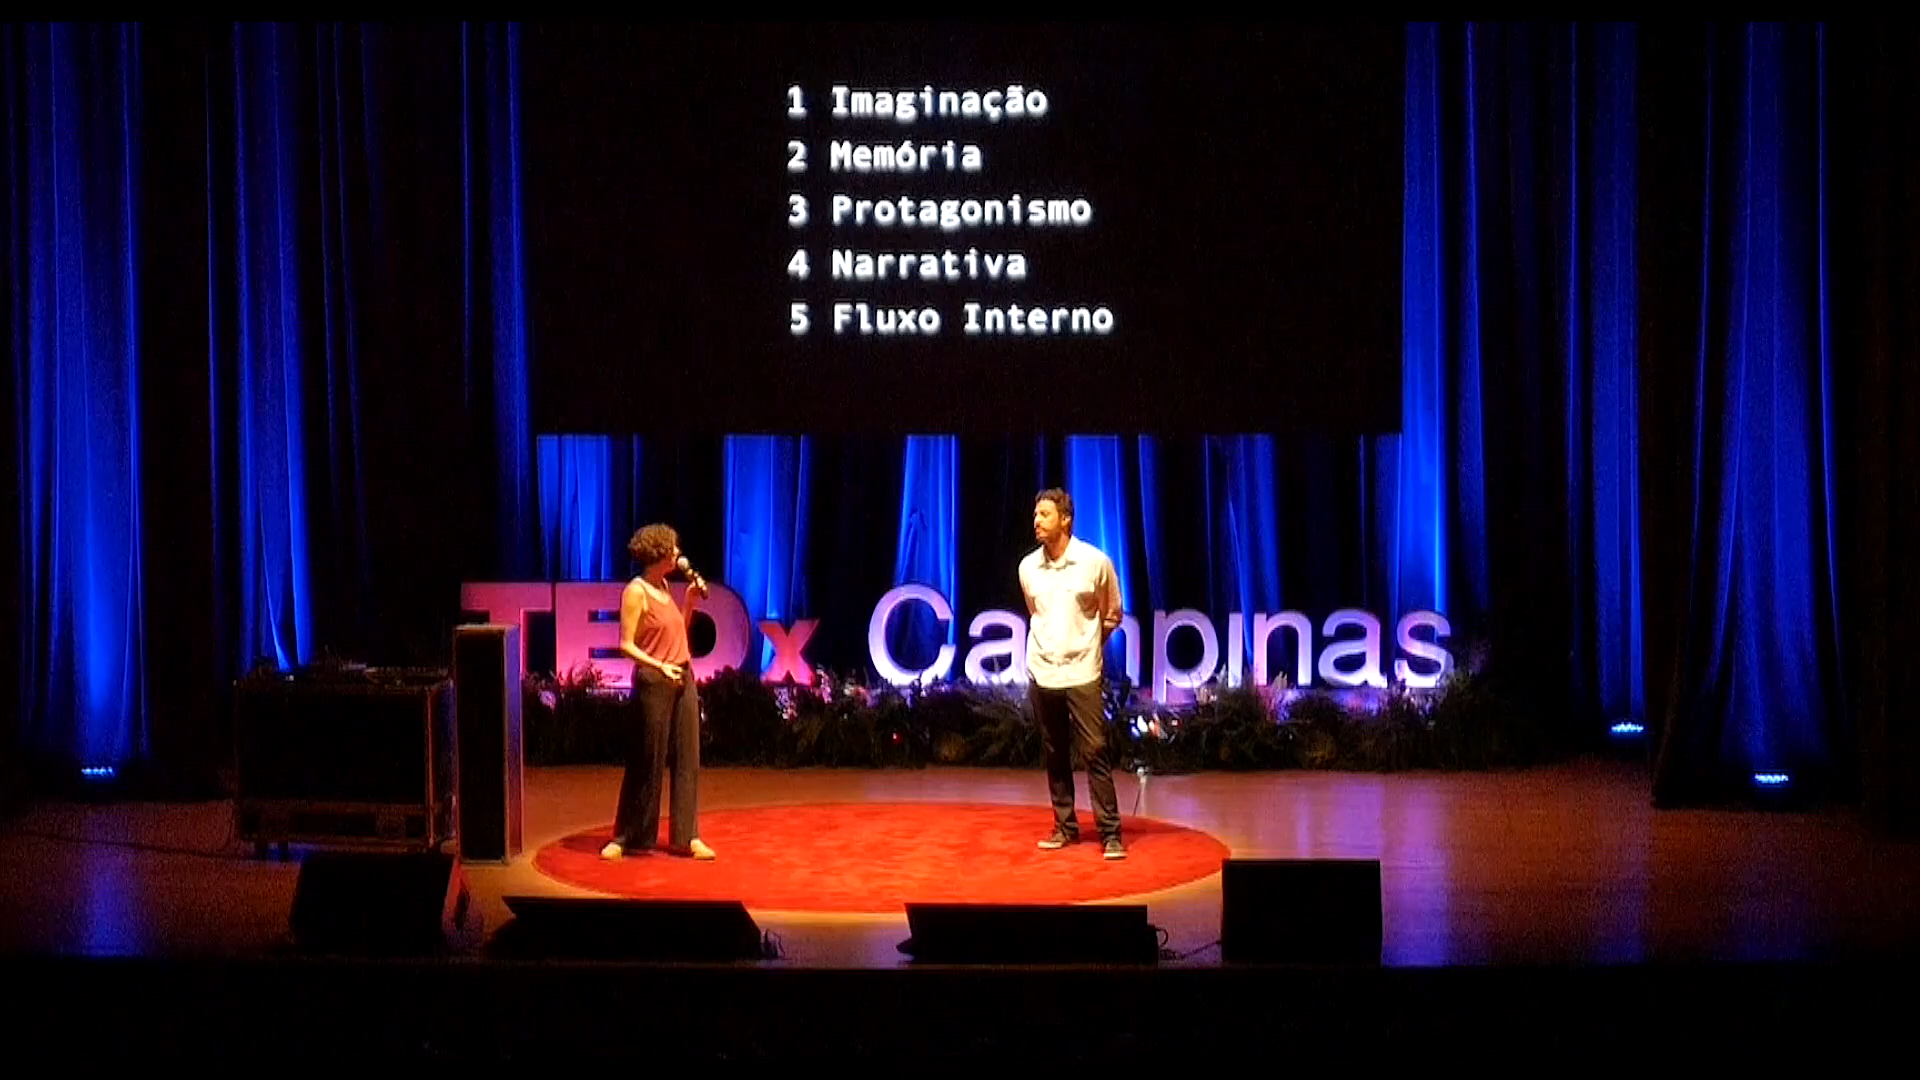 1 Imaginação
2 Memória
3 Protagonismo
4 Narrativa
5 Fluxo Interno
TEDx Campinas